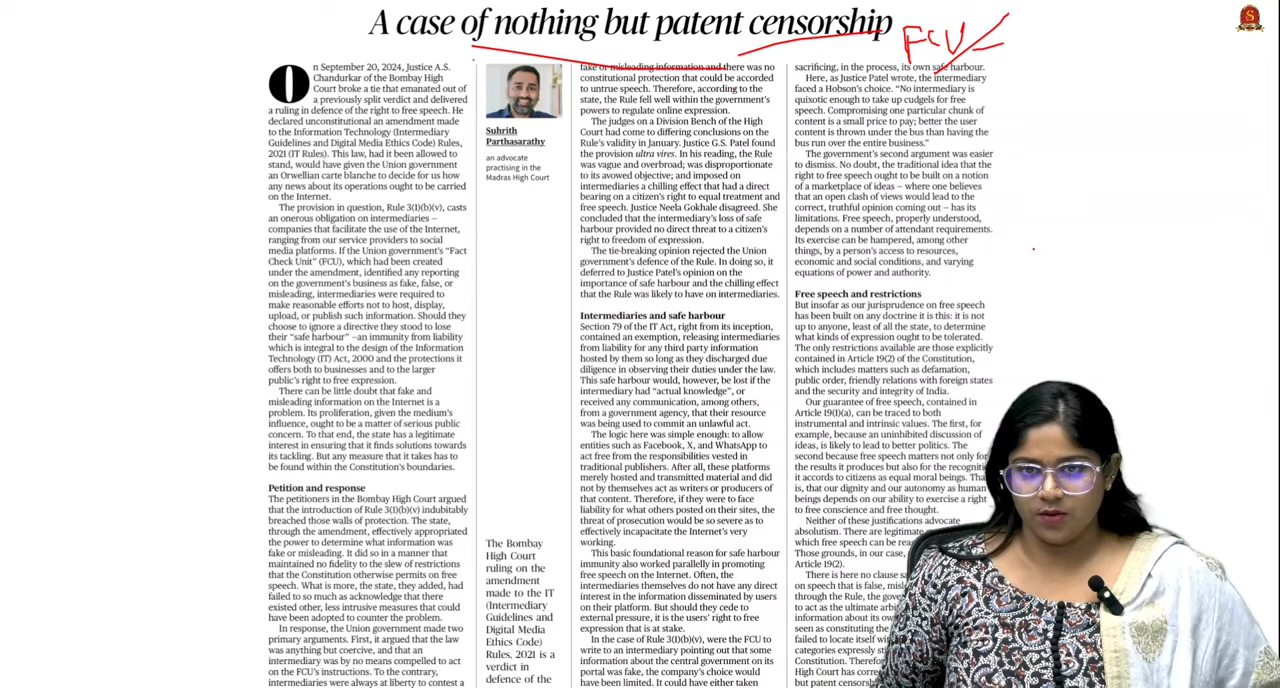 A case of nothing but patent censorship
FCU
S
On September 20, 2024, Justice A.S.
Chandurkar of the Bombay High
Court broke a tie that emanated out of
a previously split verdict and delivered
a ruling in defence of the right to free speech. He
declared unconstitutional an amendment made
to the Information Technology (Intermediary
Guidelines and Digital Media Ethics Code) Rules,
2021 (IT Rules). This law, had it been allowed to
stand, would have given the Union government
an Orwellian carte blanche to decide for us how
any news about its operations ought to be carried
on the Internet.
The provision in question, Rule 3(1)(b)(v), casts
an onerous obligation on intermediaries –
companies that facilitate the use of the Internet,
ranging from our service providers to social
media platforms. If the Union government's “Fact
Check Unit” (FCU), which had been created
under the amendment, identified any reporting
on the government's business as fake, false, or
misleading, intermediaries were required to
make reasonable efforts not to host, display,
upload, or publish such information. Should they
choose to ignore a directive they stood to lose
their “safe harbour” –an immunity from liability
which is integral to the design of the Information
Technology (IT) Act, 2000 and the protections it
offers both to businesses and to the larger
public's right to free expression.
There can be little doubt that fake and
misleading information on the Internet is a
problem. Its proliferation, given the medium's
influence, ought to be a matter of serious public
concern. To that end, the state has a legitimate
interest in ensuring that it finds solutions towards
its tackling. But any measure that it takes has to
be found within the Constitution's boundaries.
Petition and response
The petitioners in the Bombay High Court argued
that the introduction of Rule 3(1)(b)(v) indubitably
breached those walls of protection. The state,
through the amendment, effectively appropriated
the power to determine what information was
fake or misleading. It did so in a manner that
maintained no fidelity to the slew of restrictions
that the Constitution otherwise permits on free
speech. What is more, the state, they added, had
failed to so much as acknowledge that there
existed other, less intrusive measures that could
have been adopted to counter the problem.
In response, the Union government made two
primary arguments. First, it argued that the law
was anything but coercive, and that an
intermediary was by no means compelled to act
on the FCU's instructions. To the contrary,
intermediaries were always at liberty to contest a
Suhrith
Parthasarathy
an advocate
practising in the
Madras High Court
The Bombay
High Court
ruling on the
amendment
made to the IT
(Intermediary
Guidelines and
Digital Media
Ethics Code)
Rules, 2021 is a
verdict in
defence of the
fake or misleading information and there was no
constitutional protection that could be accorded
to untrue speech. Therefore, according to the
state, the Rule fell well within the government's
powers to regulate online expression.
The judges on a Division Bench of the High
Court had come to differing conclusions on the
Rule's validity in January. Justice G.S. Patel found
the provision ultra vires. In his reading, the Rule
was vague and overbroad; was disproportionate
to its avowed objective; and imposed on
intermediaries a chilling effect that had a direct
bearing on a citizen's right to equal treatment and
free speech. Justice Neela Gokhale disagreed. She
concluded that the intermediary's loss of safe
harbour provided no direct threat to a citizen's
right to freedom of expression.
The tie-breaking opinion rejected the Union
government's defence of the Rule. In doing so, it
deferred to Justice Patel's opinion on the
importance of safe harbour and the chilling effect
that the Rule was likely to have on intermediaries.
Intermediaries and safe harbour
Section 79 of the IT Act, right from its inception,
contained an exemption, releasing intermediaries
from liability for any third party information
hosted by them so long as they discharged due
diligence in observing their duties under the law.
This safe harbour would, however, be lost if the
intermediary had “actual knowledge”, or
received any communication, among others,
from a government agency, that their resource
was being used to commit an unlawful act.
The logic here was simple enough: to allow
entities such as Facebook, X, and WhatsApp to
act free from the responsibilities vested in
traditional publishers. After all, these platforms
merely hosted and transmitted material and did
not by themselves act as writers or producers of
that content. Therefore, if they were to face
liability for what others posted on their sites, the
threat of prosecution would be so severe as to
effectively incapacitate the Internet's very
working.
This basic foundational reason for safe harbour
immunity also worked parallelly in promoting
free speech on the Internet. Often, the
intermediaries themselves do not have any direct
interest in the information disseminated by users
on their platform. But should they cede to
external pressure, it is the users' right to free
expression that is at stake.
In the case of Rule 3(1)(b)(v), were the FCU to
write to an intermediary pointing out that some
information about the central government on its
portal was fake, the company's choice would
have been limited. It could have either taken
sacrificing, in the process, its own safe harbour.
Here, as Justice Patel wrote, the intermediary
faced a Hobson's choice. “No intermediary is
quixotic enough to take up cudgels for free
speech. Compromising one particular chunk of
content is a small price to pay; better the user
content is thrown under the bus than having the
bus run over the entire business.”
The government's second argument was easier
to dismiss. No doubt, the traditional idea that the
right to free speech ought to be built on a notion
of a marketplace of ideas – where one believes
that an open clash of views would lead to the
correct, truthful opinion coming out – has its
limitations. Free speech, properly understood,
depends on a number of attendant requirements.
Its exercise can be hampered, among other
things, by a person's access to resources,
economic and social conditions, and varying
equations of power and authority.
Free speech and restrictions
But insofar as our jurisprudence on free speech
has been built on any doctrine it is this: it is not
up to anyone, least of all the state, to determine
what kinds of expression ought to be tolerated.
The only restrictions available are those explicitly
contained in Article 19(2) of the Constitution,
which includes matters such as defamation,
public order, friendly relations with foreign states
and the security and integrity of India.
Our guarantee of free speech, contained in
Article 19(1)(a), can be traced to both
instrumental and intrinsic values. The first, for
example, because an uninhibited discussion of
ideas, is likely to lead to better politics. The
second because free speech matters not only for
the results it produces but also for the
it accords to citizens as equal moral beings.
is, that our dignity and our autonomy as human
beings depends on our ability to exercise a right
to free conscience and free thought.
Neither of these justifications advocate
absolutism. There are legitimate
which free speech can be
Those grounds, in our case,
Article 19(2).
There is here no clause
on speech that is false,
through the Rule, the
to act as the ultimate
information about its
seen as constituting the
failed to locate itself
categories expressly
Constitution.
High Court has
but patent